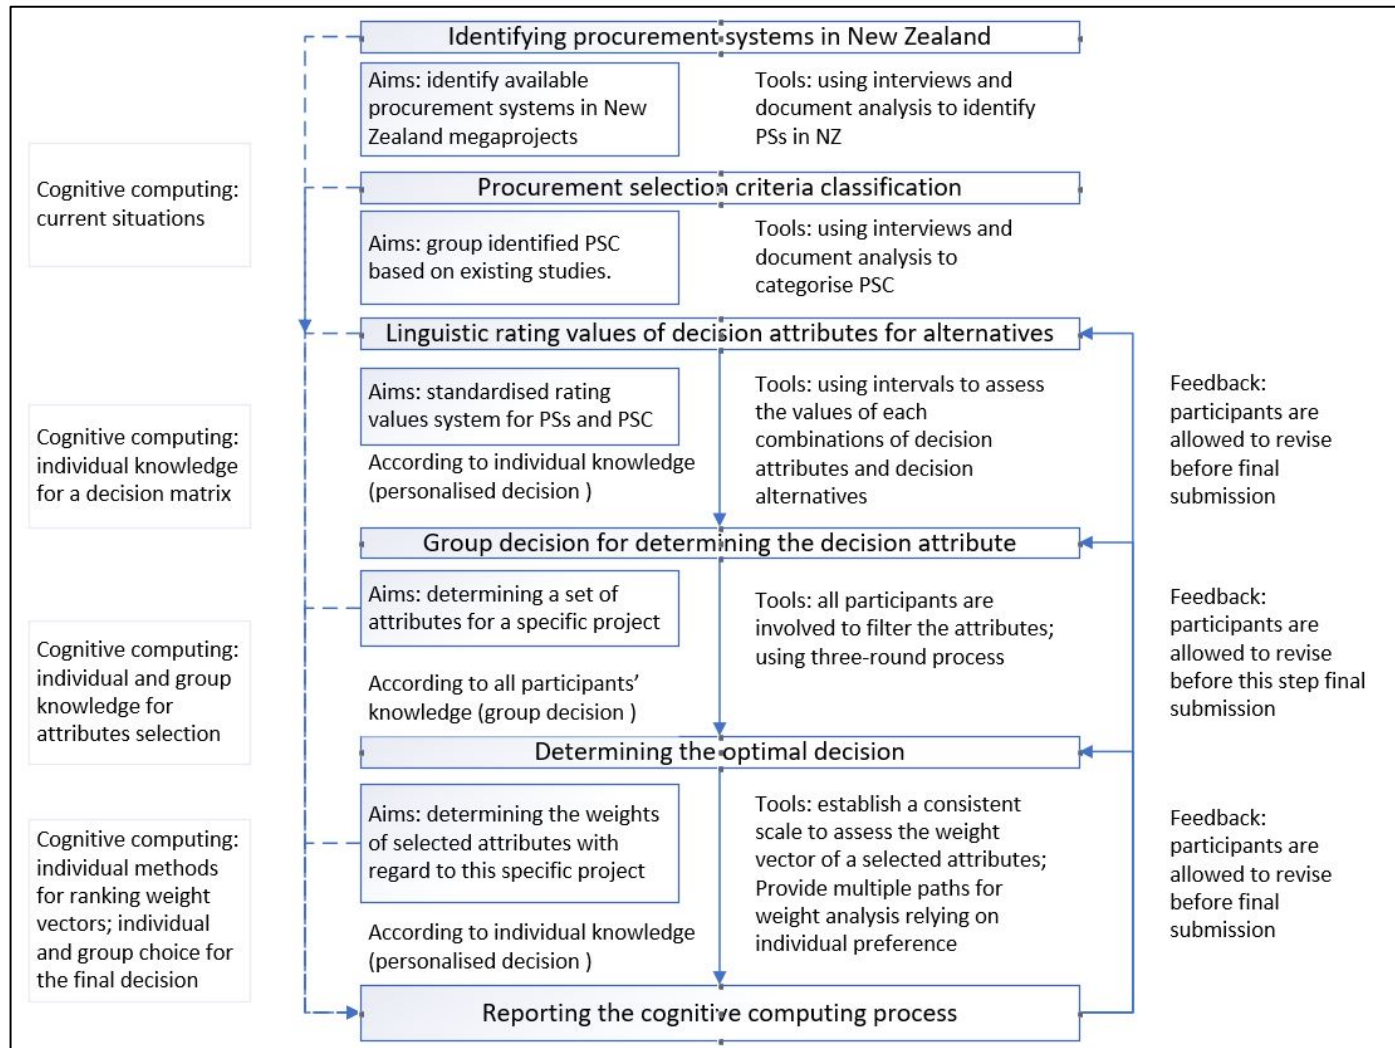 Identifying procurement systems in New Zealand
Aims: identify available
procurement systems in New
Zealand megaprojects
Tools: using interviews and
document analysis to identify
PSs in NZ
Cognitive computing:
current situations
Procurement selection criteria classification
Aims: group identified PSC
based on existing studies.
Tools: using interviews and
document analysis to
categorise PSC
Linguistic rating values of decision attributes for alternatives
Cognitive computing:
individual knowledge
for a decision matrix
Aims: standardised rating
values system for PSs and PSC
According to individual knowledge
(personalised decision )
Tools: using intervals to assess
the values of each
combinations of decision
attributes and decision
alternatives
Feedback:
participants are
allowed to revise
before final
submission
Group decision for determining the decision attribute
Cognitive computing:
individual and group
knowledge for
attributes selection
Aims: determining a set of
attributes for a specific project
According to all participants’
knowledge (group decision )
Tools: all participants are
involved to filter the attributes;
using three-round process
Feedback:
participants are
allowed to revise
before this step final
submission
Determining the optimal decision
Cognitive computing:
individual methods
for ranking weight
vectors; individual
and group choice for
the final decision
Aims: determining the weights
of selected attributes with
regard to this specific project
According to individual knowledge
(personalised decision )
Tools: establish a consistent
scale to assess the weight
vector of a selected attributes;
Provide multiple paths for
weight analysis relying on
individual preference
Feedback:
participants are
allowed to revise
before final
submission
Reporting the cognitive computing process